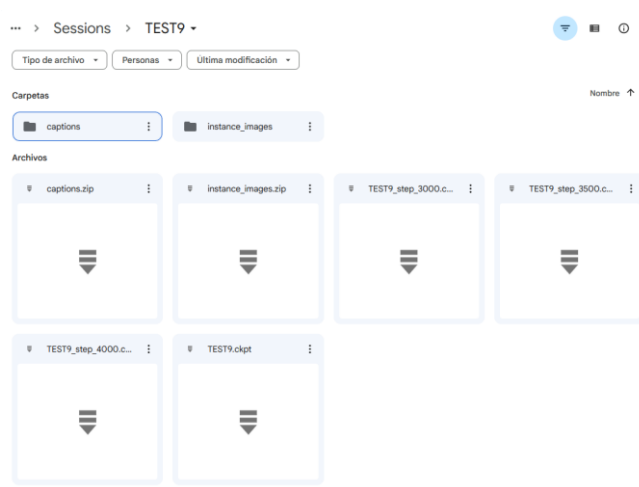 ... > Sessions > TEST9
Tipo de archivo Personas Última modificación
Carpetas Nombre ↑
captions instance_images
Archivos
captions.zip instance_images.zip TEST9_step_3000.c... TEST9_step_3500.c...
TEST9_step_4000.c... TEST9.ckpt